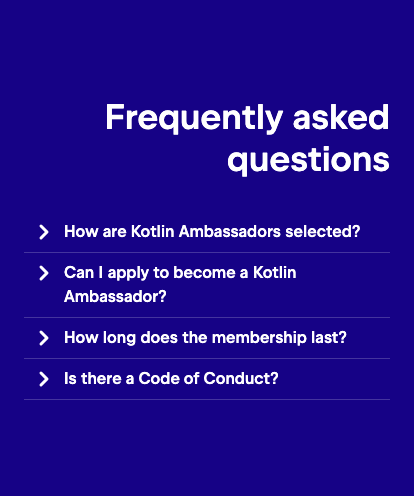 Frequently asked
questions
How are Kotlin Ambassadors selected?
Can I apply to become a Kotlin
Ambassador?
How long does the membership last?
Is there a Code of Conduct?